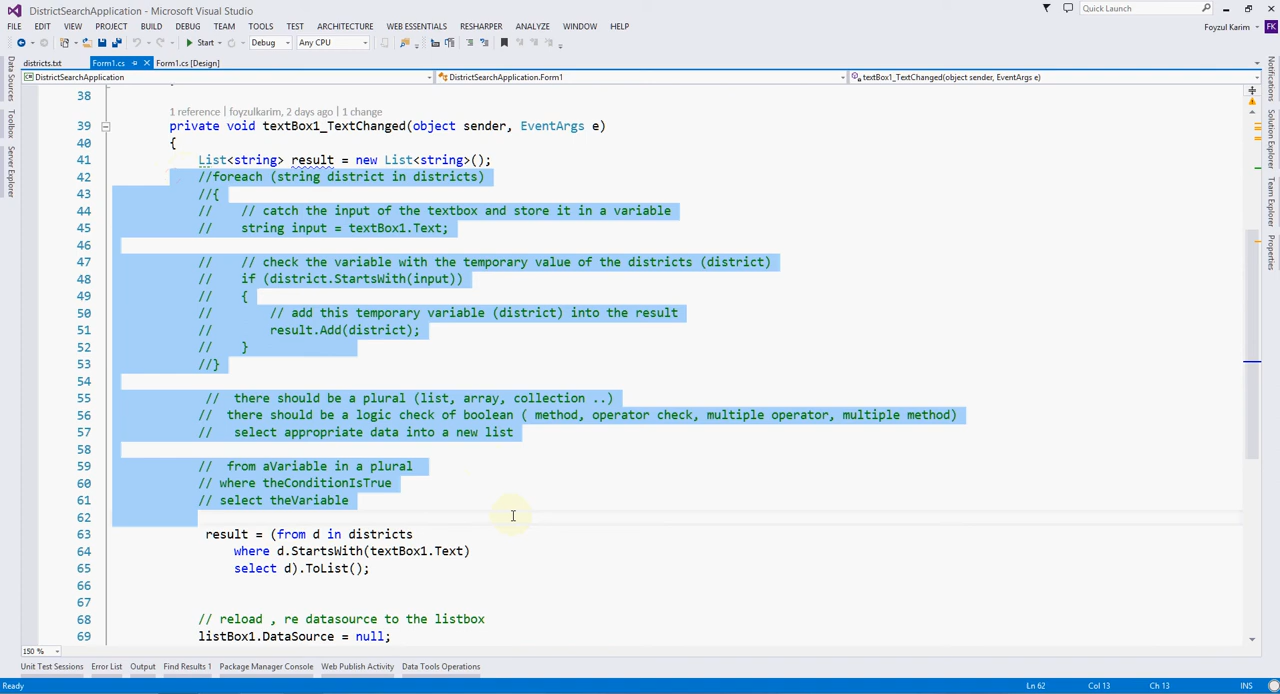 DistrictSearchApplication - Microsoft Visual Studio
Quick Launch
FILE EDIT VIEW PROJECT BUILD DEBUG TEAM TOOLS TEST ARCHITECTURE WEB ESSENTIALS RESHARPER ANALYZE WINDOW HELP
Foyzul Karim FK
Start Debug Any CPU
districts.txt Form1.cs Form1.cs [Design]
DistrictSearchApplication DistrictSearchApplication.Form1 textBox1_TextChanged(object sender, EventArgs e)
Data Sources
Toolbox
Server Explorer
Notifications
Solution Explorer
Team Explorer
Properties
38
1 reference | foyzulkarim, 2 days ago | 1 change
39 private void textBox1_TextChanged(object sender, EventArgs e)
40 {
41 List<string> result = new List<string>();
42 //foreach (string district in districts)
43 //{
44 // // catch the input of the textbox and store it in a variable
45 // string input = textBox1.Text;
46
47 // // check the variable with the temporary value of the districts (district)
48 // if (district.StartsWith(input))
49 // {
50 // // add this temporary variable (district) into the result
51 // result.Add(district);
52 // }
53 //}
54
55 // there should be a plural (list, array, collection ..)
56 // there should be a logic check of boolean ( method, operator check, multiple operator, multiple method)
57 // select appropriate data into a new list
58
59 // from aVariable in a plural
60 // where theConditionIsTrue
61 // select theVariable
62
63 result = (from d in districts
64 where d.StartsWith(textBox1.Text)
65 select d).ToList();
66
67
68 // reload , re datasource to the listbox
69 listBox1.DataSource = null;
150 %
Unit Test Sessions Error List Output Find Results 1 Package Manager Console Web Publish Activity Data Tools Operations
Ready Ln 62 Col 13 Ch 13 INS